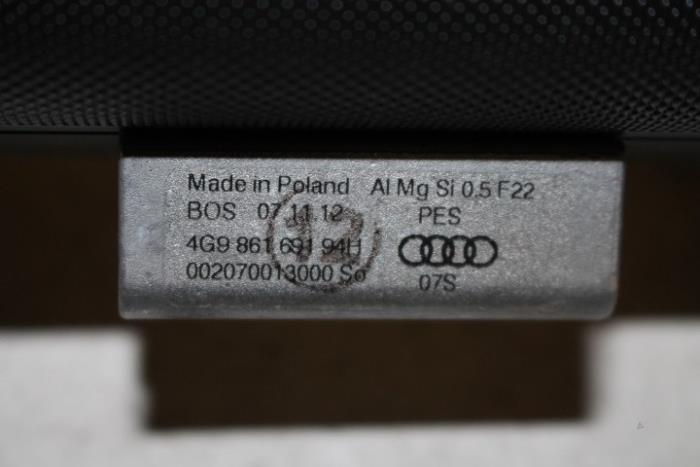 Made in Poland Al Mg Si 0,5 F22
BOS 07.11.12 PES
4G9 861 691 94H
002070013000 So 07S
12